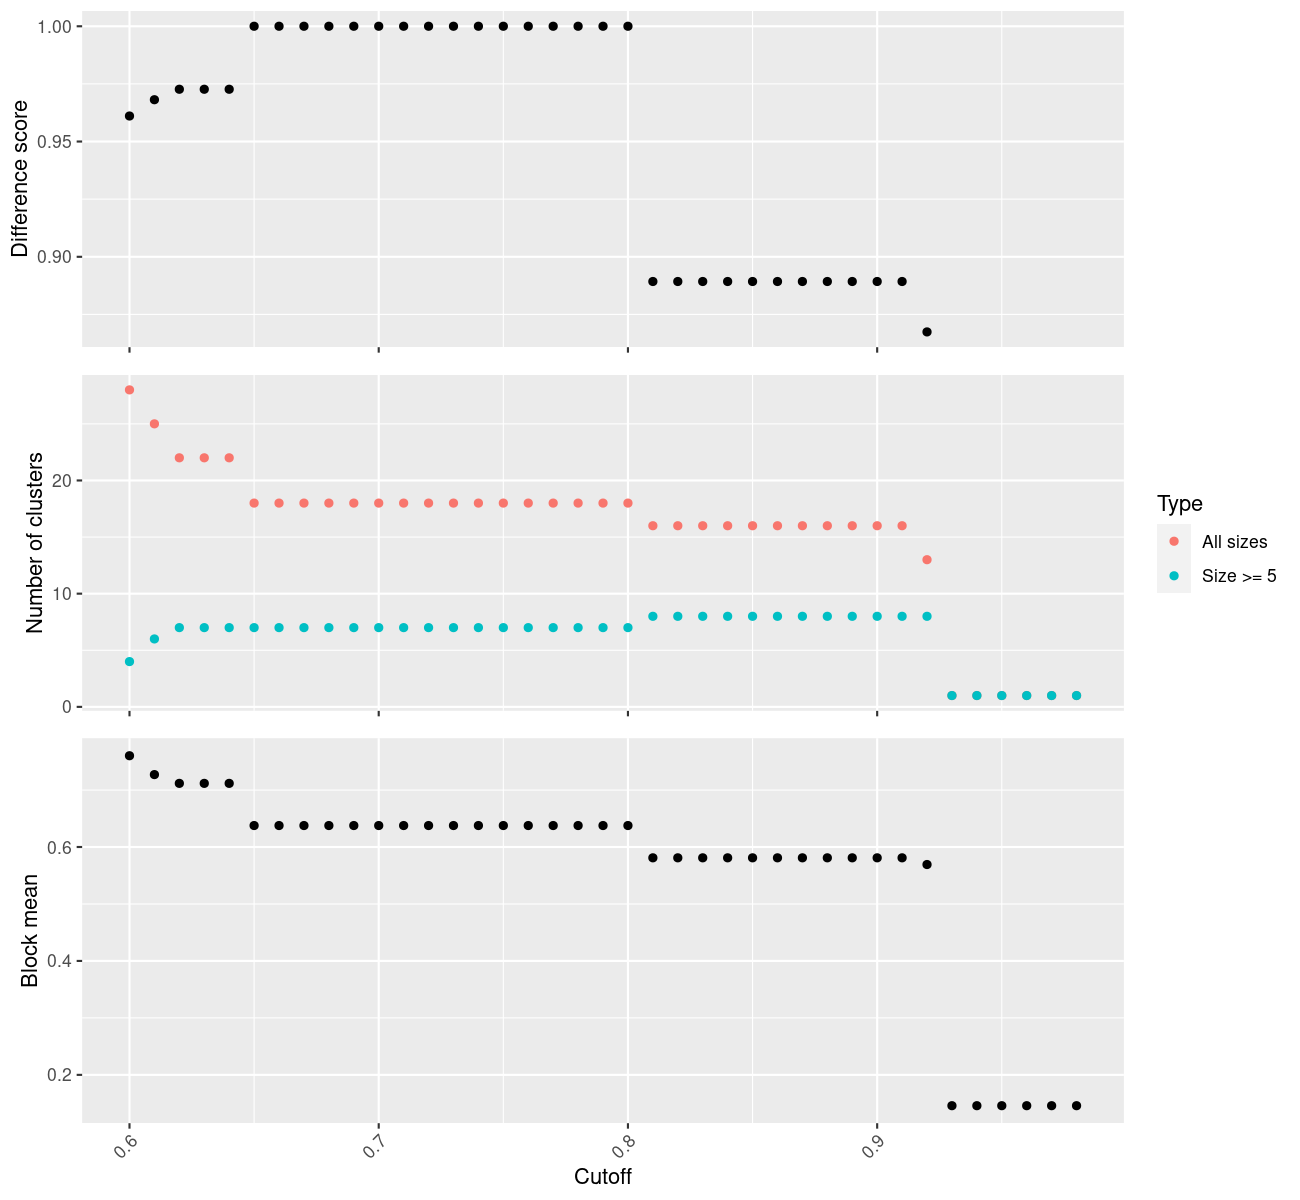 Difference score
1.00
0.95
0.90
Number of clusters
20
10
0
Type
All sizes
Size >= 5
Block mean
0.6
0.4
0.2
0.6 0.7 0.8 0.9
Cutoff